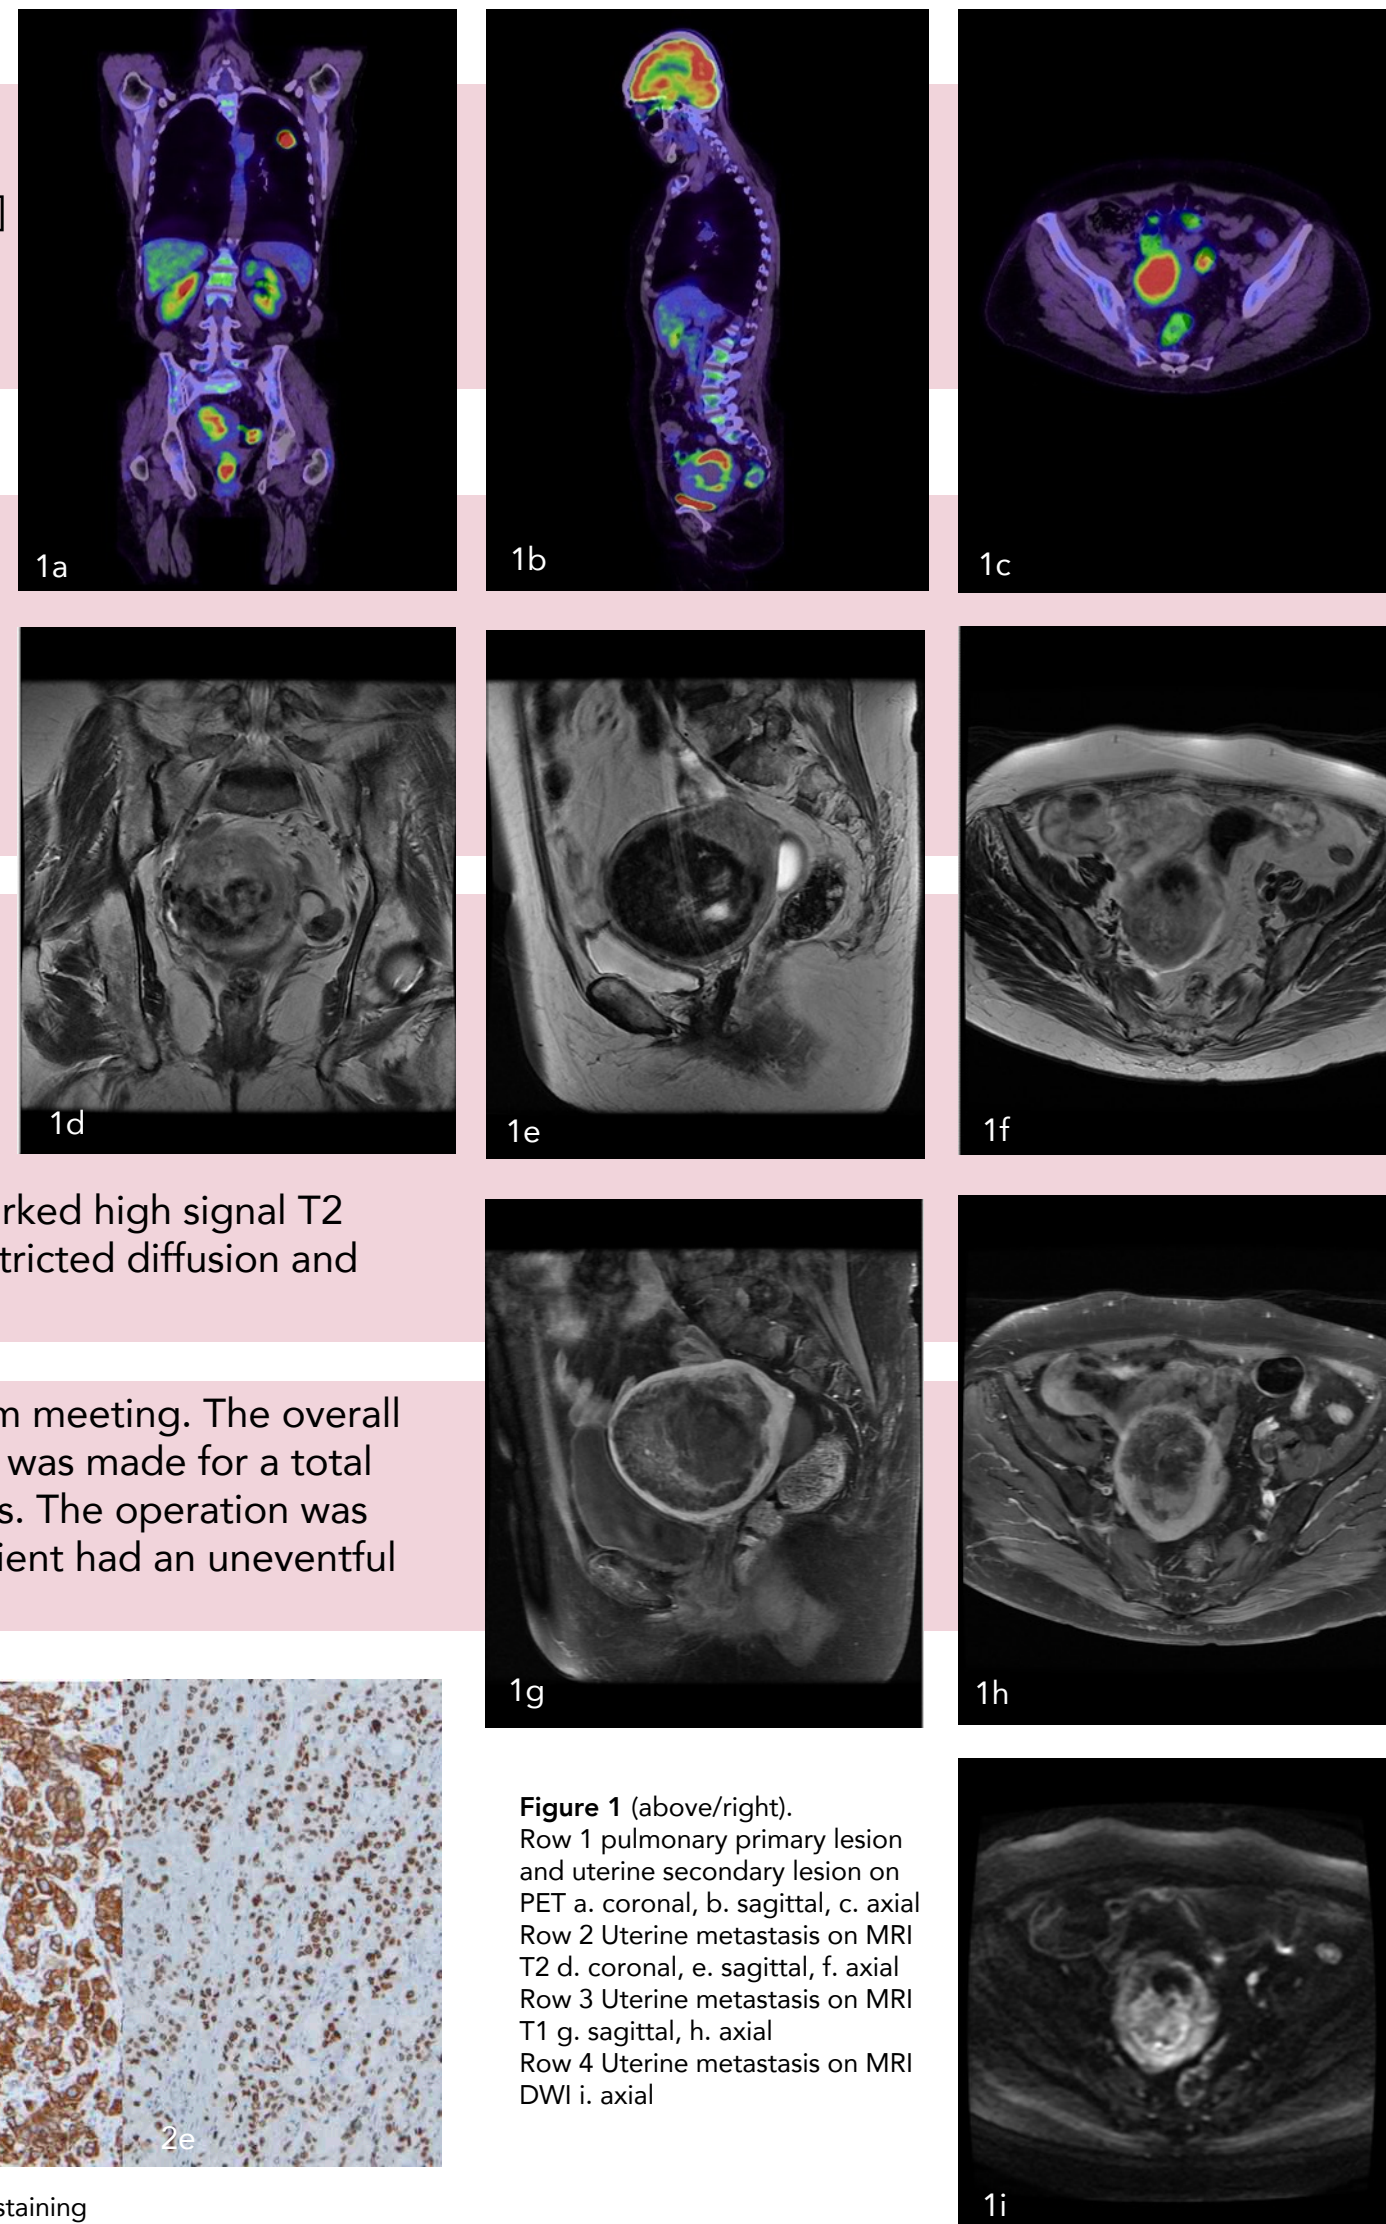 ]
1a
1b
1c
1d
1e
1f
rked high signal T2
tricted diffusion and
m meeting. The overall
was made for a total
s. The operation was
ient had an uneventful
1g
1h
2e
staining
Figure 1 (above/right).
Row 1 pulmonary primary lesion
and uterine secondary lesion on
PET a. coronal, b. sagittal, c. axial
Row 2 Uterine metastasis on MRI
T2 d. coronal, e. sagittal, f. axial
Row 3 Uterine metastasis on MRI
T1 g. sagittal, h. axial
Row 4 Uterine metastasis on MRI
DWI i. axial
1i